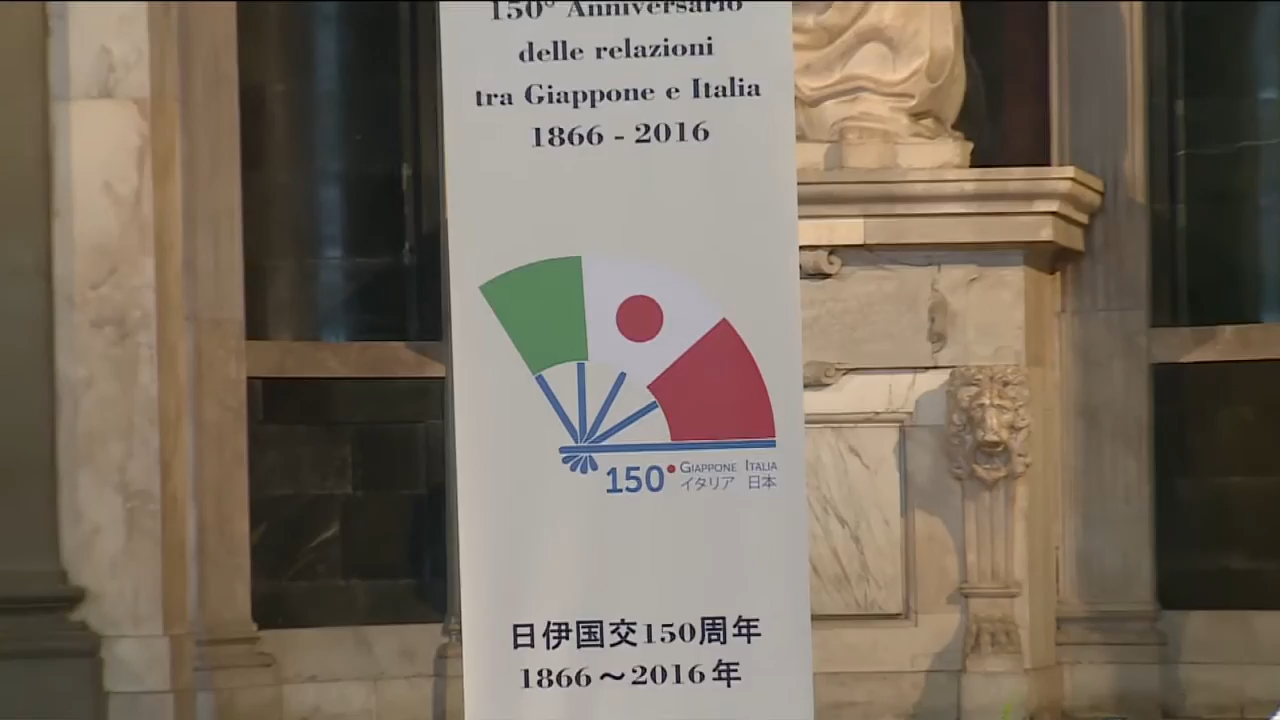 150° Anniversario
delle relazioni
tra Giappone e Italia
1866 - 2016
150° GIAPPONE ITALIA
イタリア 日本
日伊国交150周年
1866～2016年